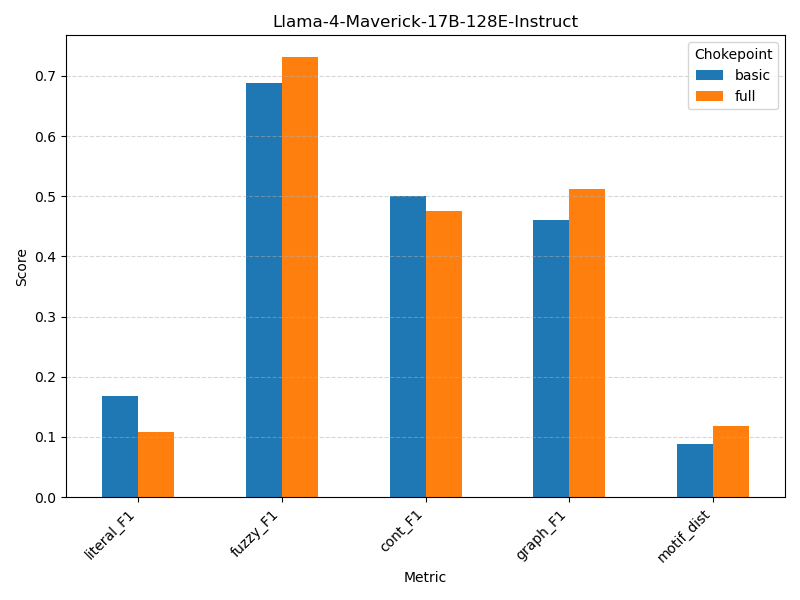 Llama-4-Maverick-17B-128E-Instruct
Chokepoint
basic
full
Score
0.7
0.6
0.5
0.4
0.3
0.2
0.1
0.0
literal_F1
fuzzy_F1
cont_F1
graph_F1
motif_dist
Metric